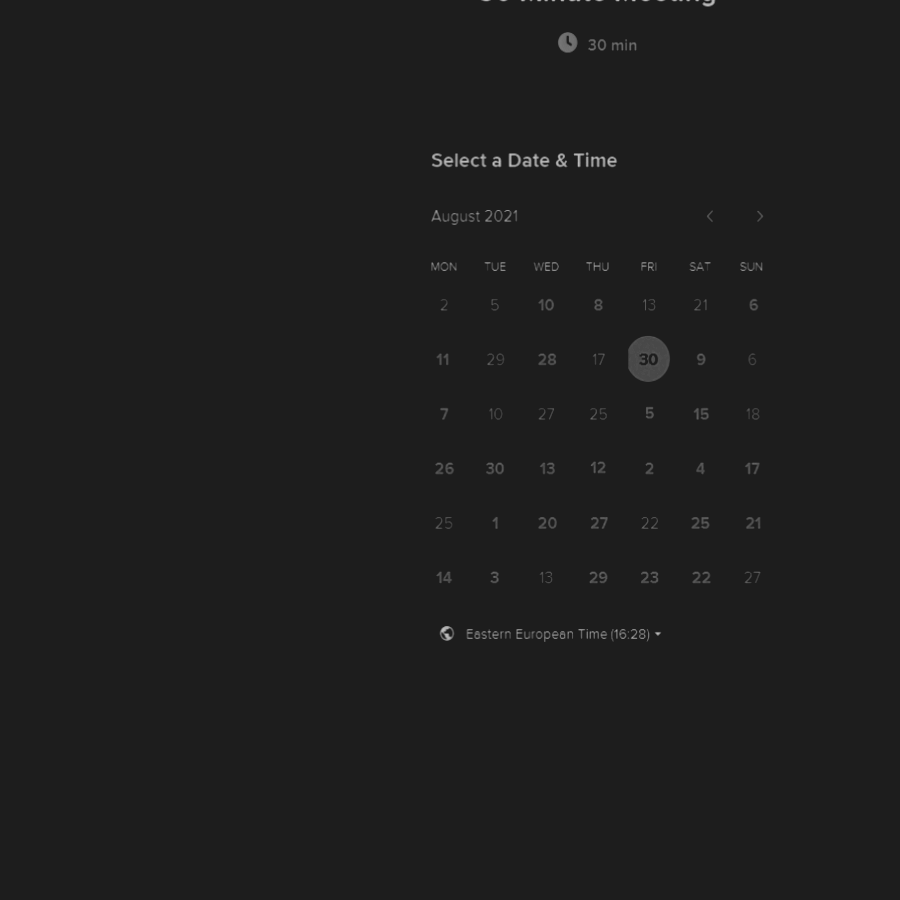 30 min
Select a Date & Time
August 2021
MON TUE WED THU FRI SAT SUN
2 5 10 8 13 21 6
11 29 28 17 30 9 6
7 10 27 25 5 15 18
26 30 13 12 2 4 17
25 1 20 27 22 25 21
14 3 13 29 23 22 27
Eastern European Time (16:28)